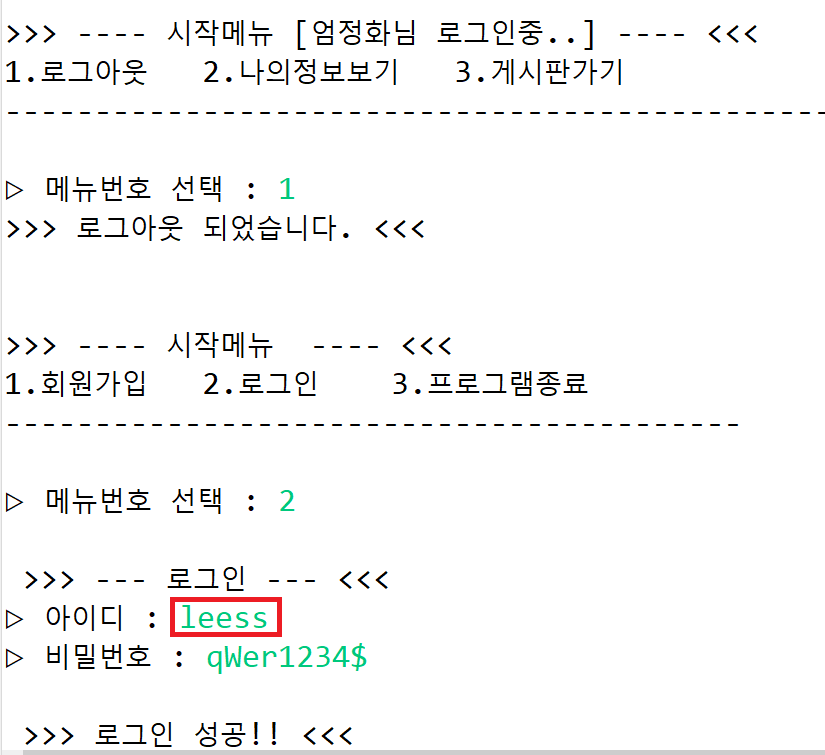 >>> ---- 시작메뉴 [엄정화님 로그인중..] ---- <<<
1.로그아웃   2.나의정보보기   3.게시판가기
----------------------------------------------
▷ 메뉴번호 선택 : 1
>>> 로그아웃 되었습니다. <<<
>>> ---- 시작메뉴  ---- <<<
1.회원가입   2.로그인    3.프로그램종료
-----------------------------------------
▷ 메뉴번호 선택 : 2
>>> --- 로그인 --- <<<
▷ 아이디 : leess
▷ 비밀번호 : qWer1234$
>>> 로그인 성공!! <<<